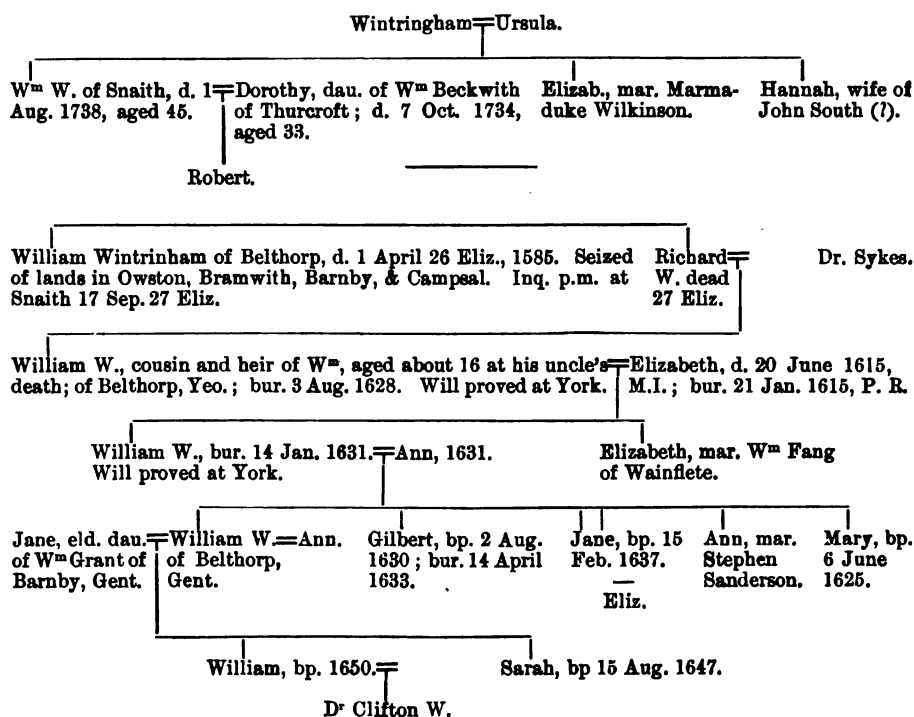 Wintringham=Ursula.
Wᵐ W. of Snaith, d. 1=Dorothy, dau. of Wᵐ Beckwith Elizab., mar. Marma- Hannah, wife of
Aug. 1738, aged 45. of Thurcroft; d. 7 Oct. 1734, duke Wilkinson. John South (?).
aged 33.
Robert.
William Wintrinham of Belthorp, d. 1 April 26 Eliz., 1585. Seized Richard= Dr. Sykes.
of lands in Owston, Bramwith, Barnby, & Campsal. Inq. p.m. at W. dead
Snaith 17 Sep. 27 Eliz. 27 Eliz.
William W., cousin and heir of Wᵐ, aged about 16 at his uncle's=Elizabeth, d. 20 June 1615,
death; of Belthorp, Yeo.; bur. 3 Aug. 1628. Will proved at York. M.I.; bur. 21 Jan. 1615, P. R.
William W., bur. 14 Jan. 1631.=Ann, 1631. Elizabeth, mar. Wᵐ Fang
Will proved at York. of Wainflete.
Jane, eld. dau.=William W.=Ann. Gilbert, bp. 2 Aug. Jane, bp. 15 Ann, mar. Mary, bp.
of Wᵐ Grant of of Belthorp, 1630; bur. 14 April Feb. 1637. Stephen 6 June
Barnby, Gent. Gent. 1633. — Sanderson. 1625.
Eliz.
William, bp. 1650.= Sarah, bp 15 Aug. 1647.
Dʳ Clifton W.